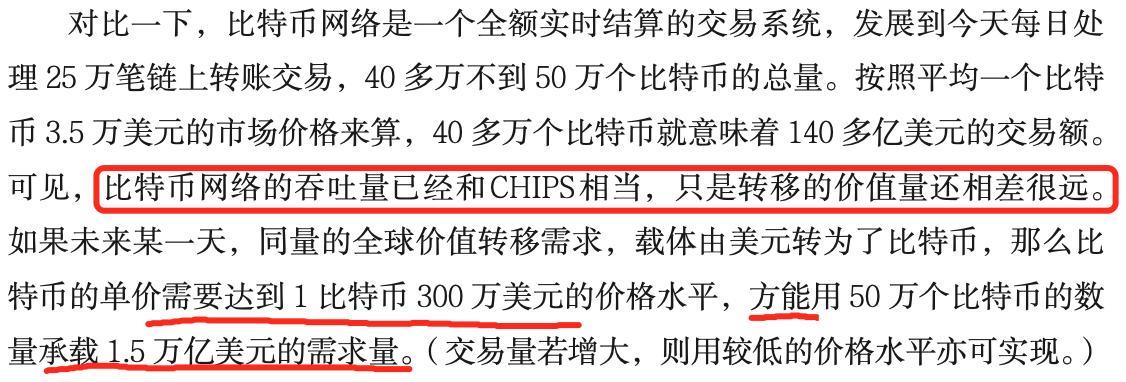 对比一下，比特币网络是一个全额实时结算的交易系统，发展到今天每日处
理 25 万笔链上转账交易，40 多万不到 50 万个比特币的总量。按照平均一个比特
币 3.5 万美元的市场价格来算，40 多万个比特币就意味着 140 多亿美元的交易额。
可见，比特币网络的吞吐量已经和CHIPS相当，只是转移的价值量还相差很远。
如果未来某一天，同量的全球价值转移需求，载体由美元转为了比特币，那么比
特币的单价需要达到 1 比特币 300 万美元的价格水平，方能用 50 万个比特币的数
量承载 1.5 万亿美元的需求量。（交易量若增大，则用较低的价格水平亦可实现。）